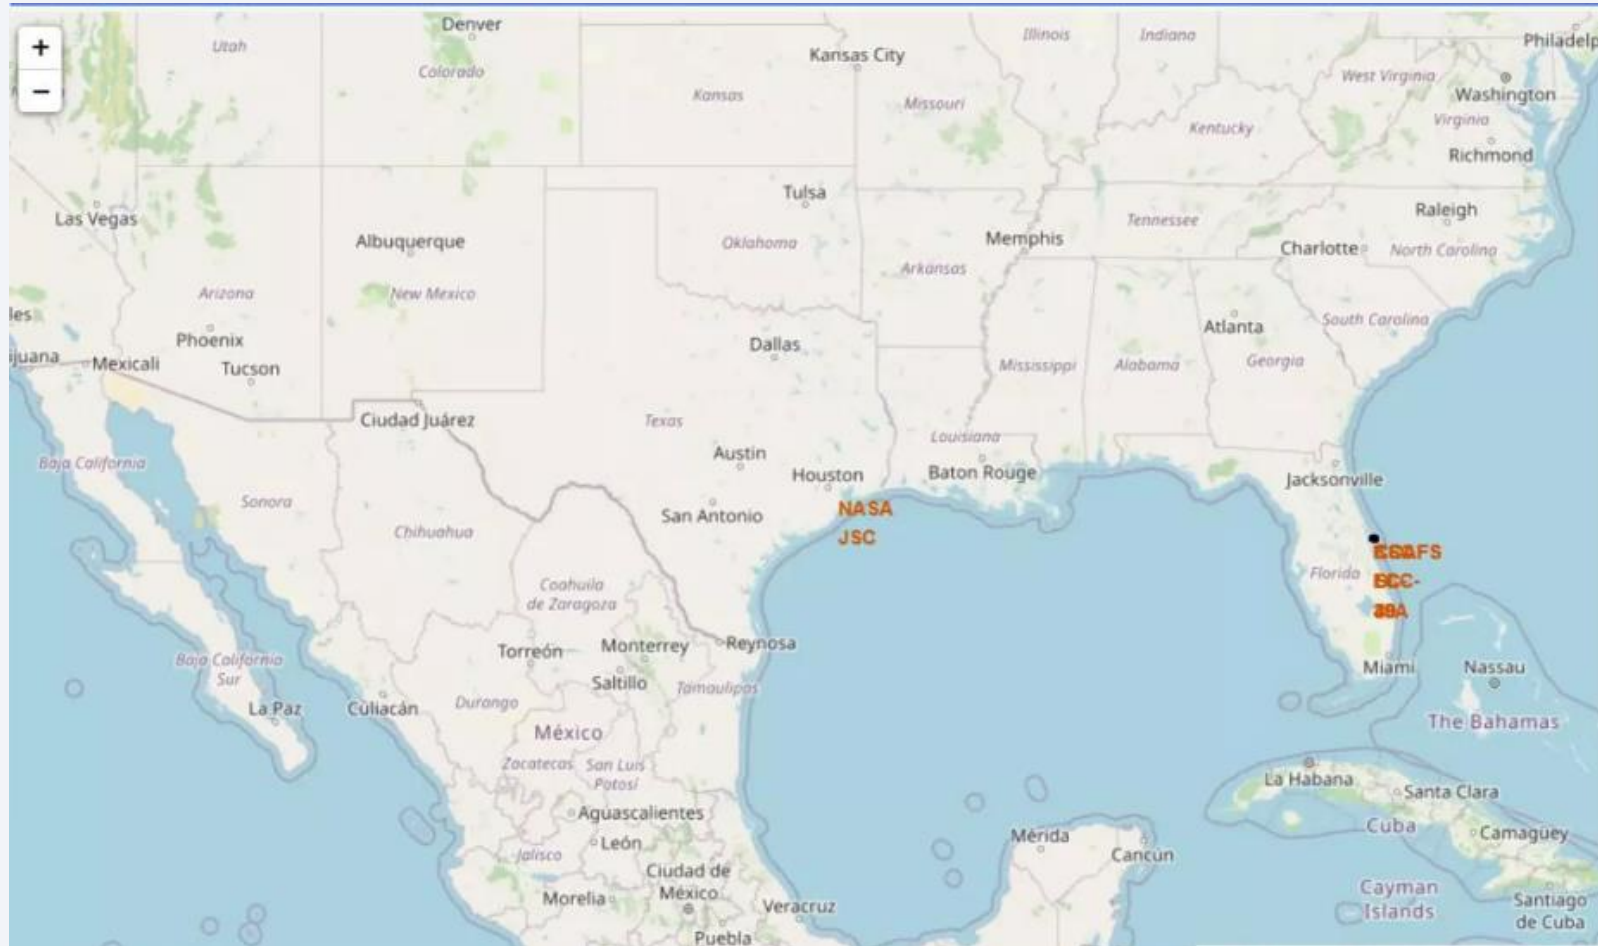 +
−
Utah
Denver
Colorado
Kansas
Kansas City
Missouri
Illinois
Indiana
Kentucky
West Virginia
Philadelp
Washington
Virginia
Richmond
Las Vegas
Albuquerque
New Mexico
Arizona
Phoenix
Tucson
les
ijuana
Mexicali
Tulsa
Oklahoma
Memphis
Arkansas
Tennessee
Charlotte
Raleigh
North Carolina
South Carolina
Atlanta
Georgia
Alabama
Mississippi
Dallas
Texas
Ciudad Juárez
Austin
Houston
San Antonio
Louisiana
Baton Rouge
Jacksonville
NASA
JSC
Florida
Miami
Nassau
The Bahamas
Baja California
Sonora
Chihuahua
Coahuila
de Zaragoza
Torreón
Monterrey
Reynosa
Saltillo
Tamaulipas
Baja California
Sur
La Paz
Culiacán
Durango
México
Zacatecas
San Luis
Potosí
Aguascalientes
León
Jalisco
Ciudad de
México
Morelia
Veracruz
Puebla
Mérida
Cancún
La Habana
Santa Clara
Cuba
Camagüey
Cayman
Islands
Santiago
de Cuba